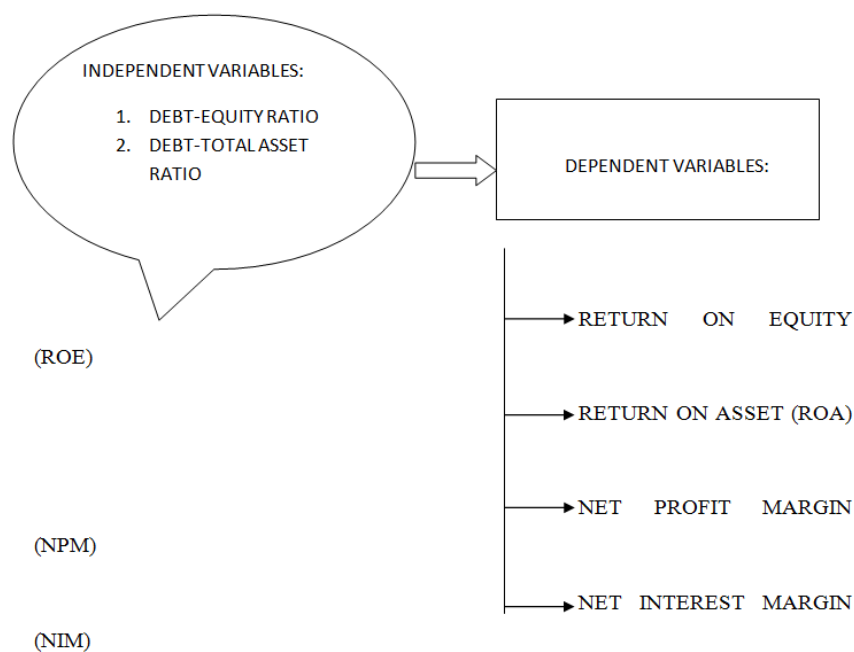 INDEPENDENT VARIABLES:
1. DEBT-EQUITY RATIO
2. DEBT-TOTAL ASSET
RATIO
DEPENDENT VARIABLES:
RETURN ON EQUITY
(ROE)
RETURN ON ASSET (ROA)
NET PROFIT MARGIN
(NPM)
NET INTEREST MARGIN
(NIM)